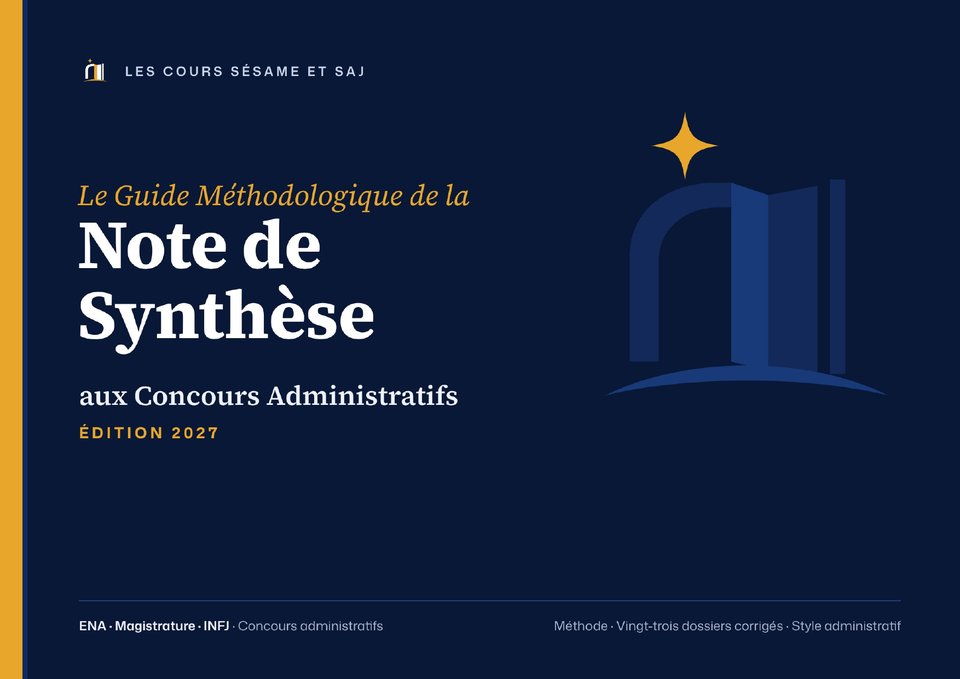 LES COURS SÉSAME ET SAJ
Le Guide Méthodologique de la
Note de
Synthèse
aux Concours Administratifs
ÉDITION 2027
ENA · Magistrature · INFJ · Concours administratifs
Méthode · Vingt-trois dossiers corrigés · Style administratif